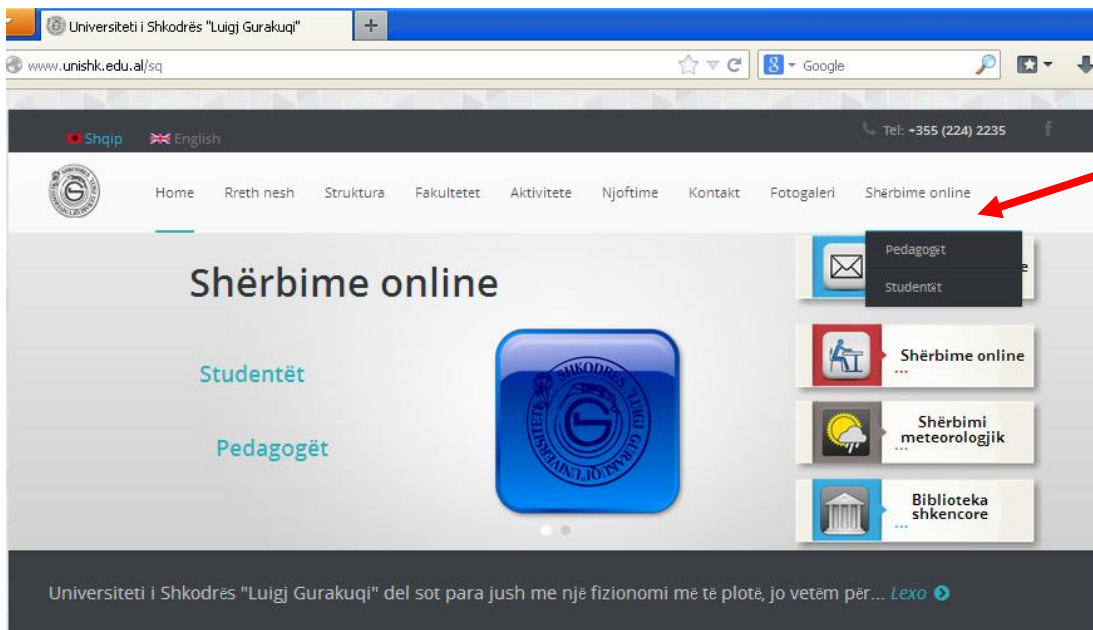 Universiteti i Shkodrës "Luigj Gurakuqi"
www.unishk.edu.al/sq
Google
Shqip English Tel: +355 (224) 2235
Home Rreth nesh Struktura Fakultetet Aktivitete Njoftime Kontakt Fotogaleri Shërbime online
Pedagogët
Studentët
Shërbime online
Studentët
Pedagogët
Shërbime online
...
Shërbimi
meteorologjik
...
Biblioteka
shkencore
...
Universiteti i Shkodrës "Luigj Gurakuqi" del sot para jush me një fizionomi më të plotë, jo vetëm për... Lexo